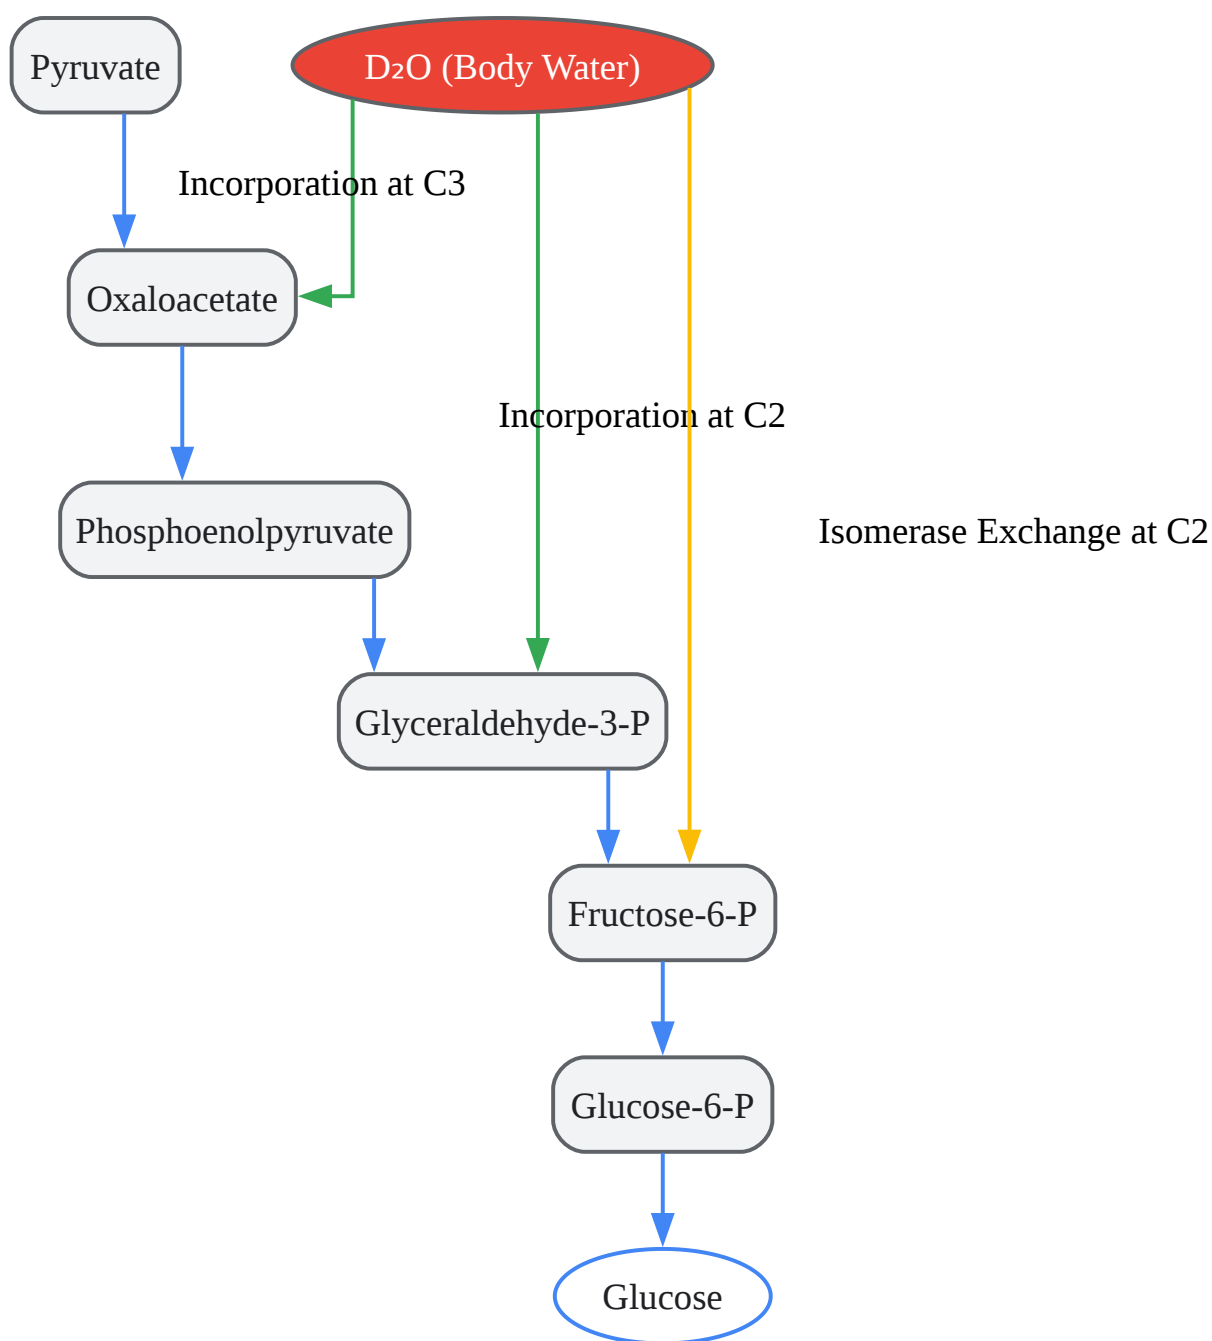 Pyruvate
D₂O (Body Water)
Incorporation at C3
Oxaloacetate
Incorporation at C2
Phosphoenolpyruvate
Isomerase Exchange at C2
Glyceraldehyde-3-P
Fructose-6-P
Glucose-6-P
Glucose